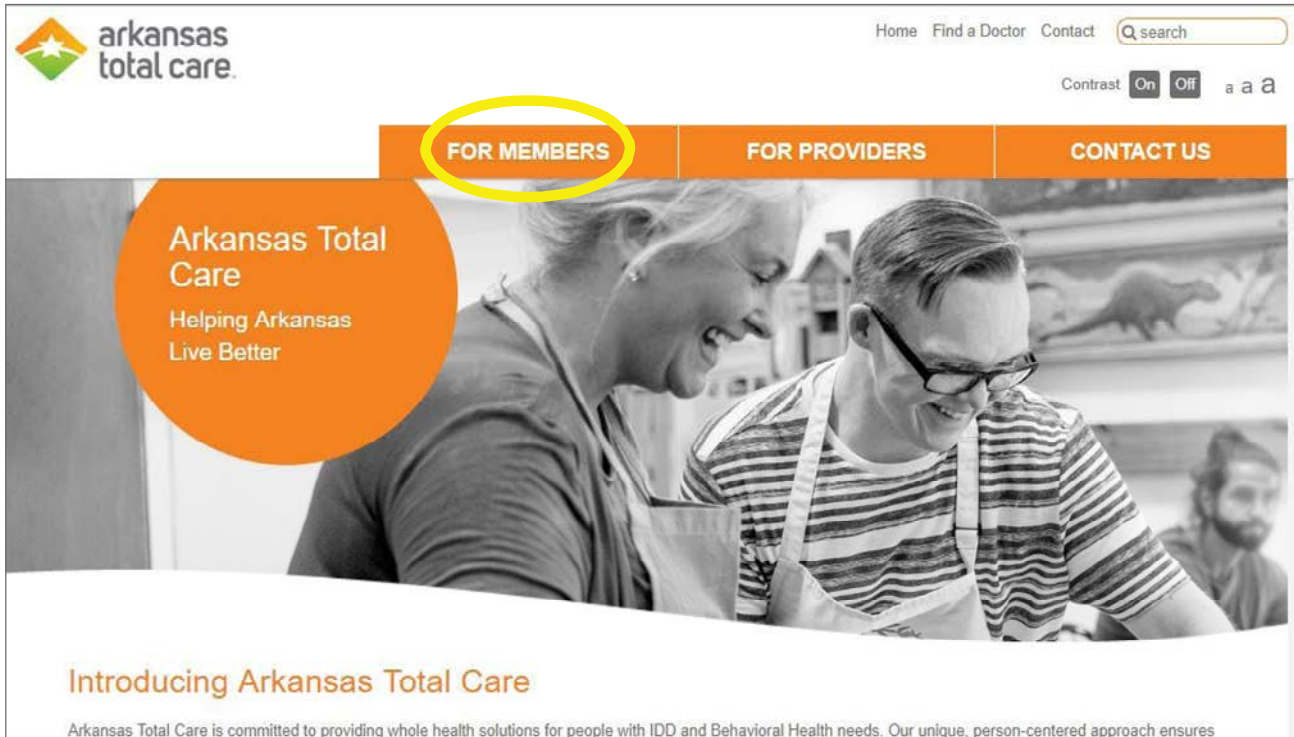 arkansas
total care.
Home Find a Doctor Contact search
Contrast On Off a a a
FOR MEMBERS FOR PROVIDERS CONTACT US
Arkansas Total
Care
Helping Arkansas
Live Better
Introducing Arkansas Total Care
Arkansas Total Care is committed to providing whole health solutions for people with IDD and Behavioral Health needs. Our unique, person-centered approach ensures